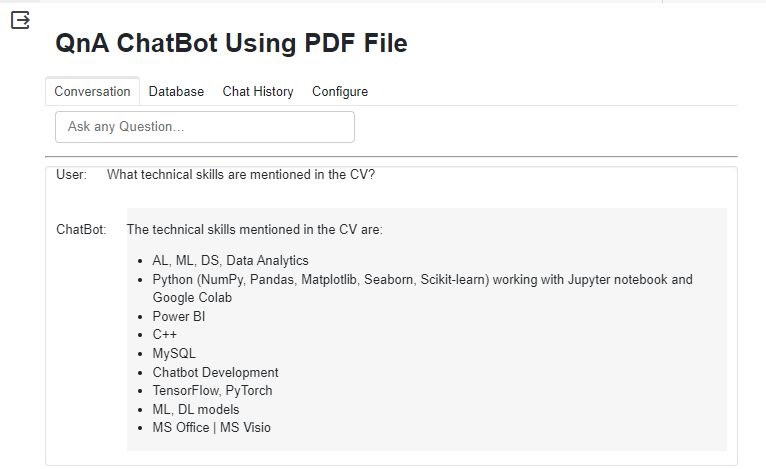 QnA ChatBot Using PDF File
Conversation Database Chat History Configure
Ask any Question...
User: What technical skills are mentioned in the CV?
ChatBot: The technical skills mentioned in the CV are:
• AL, ML, DS, Data Analytics
• Python (NumPy, Pandas, Matplotlib, Seaborn, Scikit-learn) working with Jupyter notebook and
Google Colab
• Power BI
• C++
• MySQL
• Chatbot Development
• TensorFlow, PyTorch
• ML, DL models
• MS Office | MS Visio